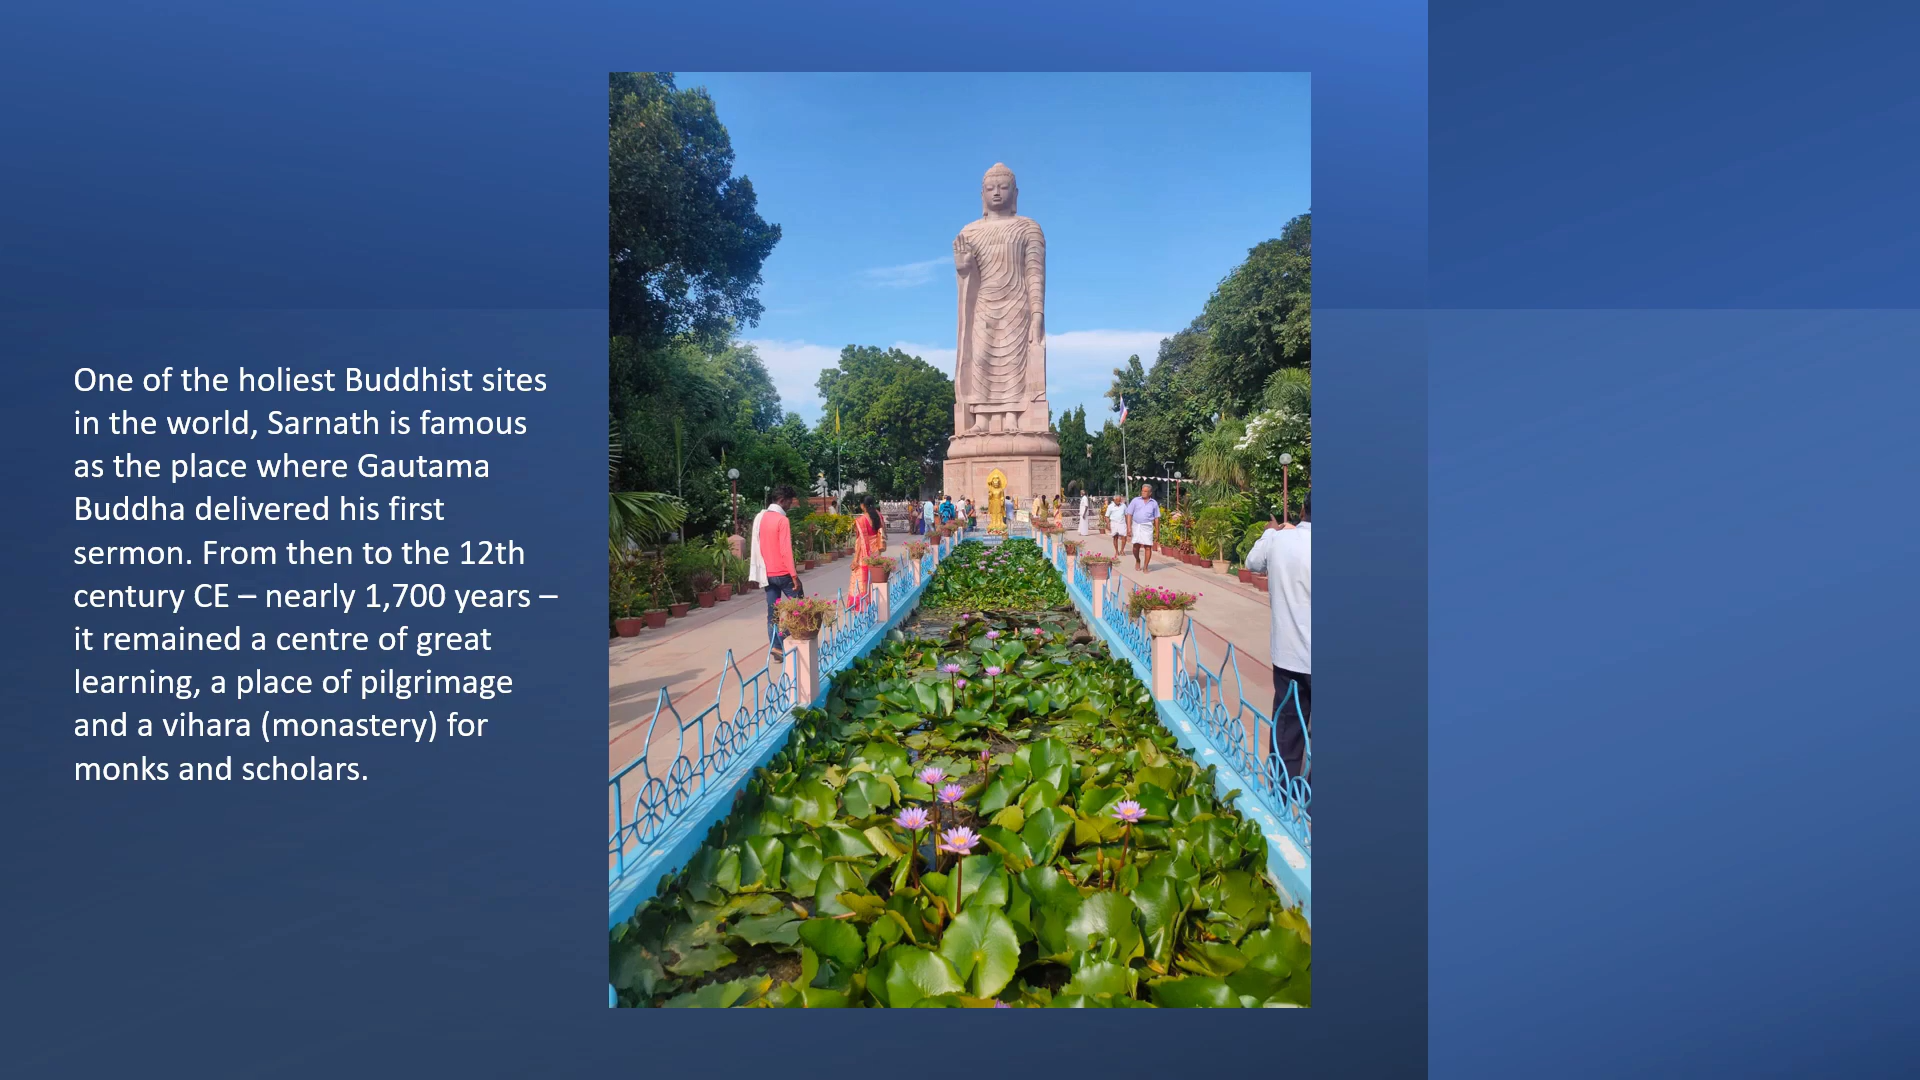 One of the holiest Buddhist sites
in the world, Sarnath is famous
as the place where Gautama
Buddha delivered his first
sermon. From then to the 12th
century CE – nearly 1,700 years –
it remained a centre of great
learning, a place of pilgrimage
and a vihara (monastery) for
monks and scholars.